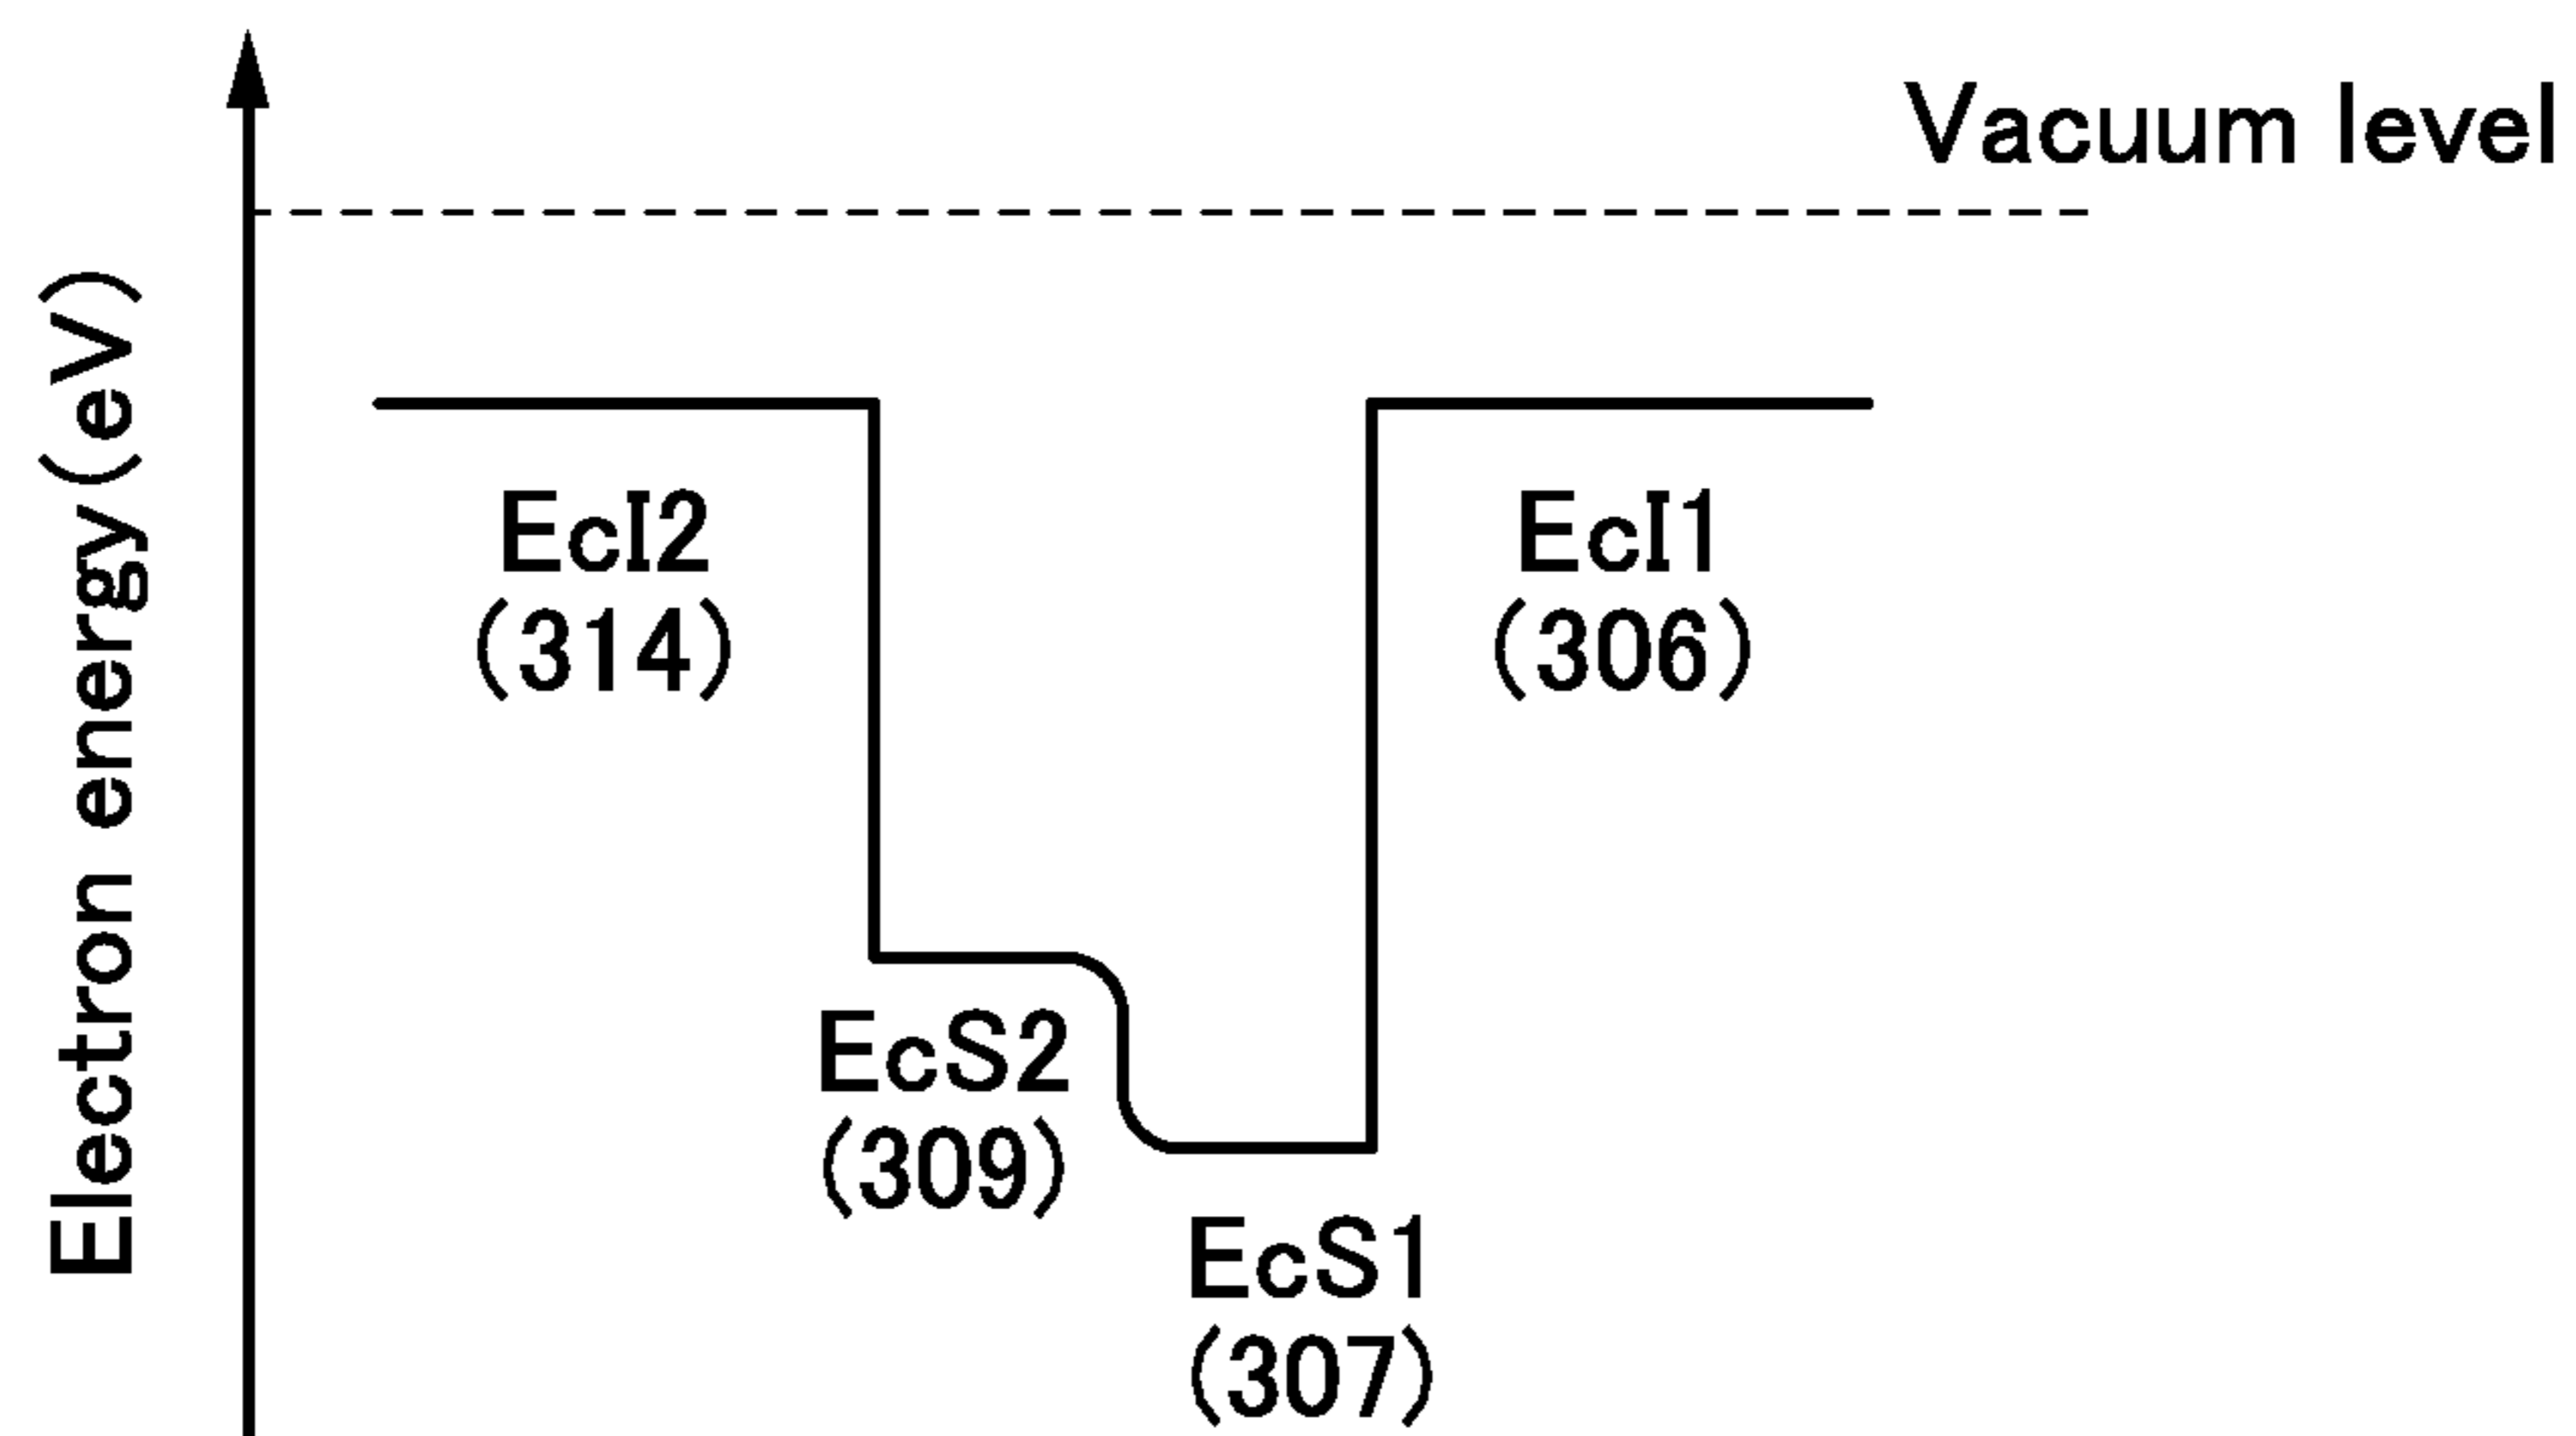 Vacuum level
Electron energy(eV)
EcI2
(314)
EcI1
(306)
EcS2
(309)
EcS1
(307)